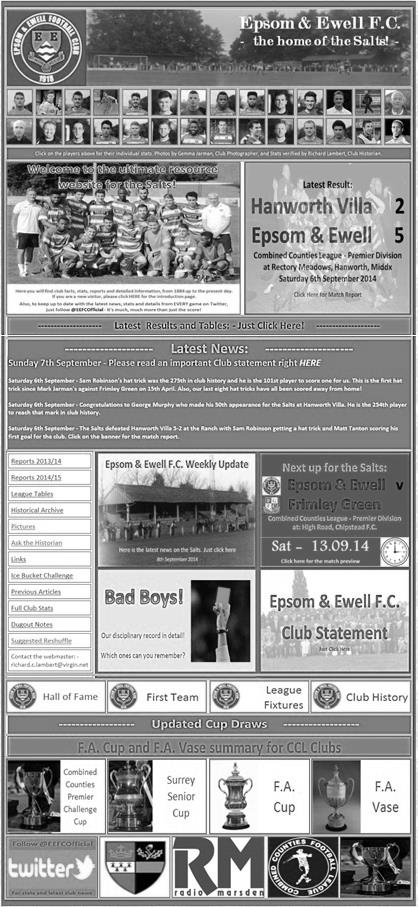 EPSOM & EWELL FOOTBALL CLUB
E E
1918
Epsom & Ewell F.C.
- the home of the Salts! -
Click on the players above for their individual stats. Photos by Gemma Jarman, Club Photographer, and Stats verified by Richard Lambert, Club Historian.
Welcome to the ultimate resource
website for the Salts!
Here you will find club facts, stats, reports and detailed information, from 1884 up to the present day.
If you are a new visitor, please click HERE for the introduction page.
Also, to keep up to date with the latest news, stats and details from EVERY game on Twitter,
just follow @EEFCOfficial - It's much, much more than just the score!
Latest Result:
Hanworth Villa 2
Epsom & Ewell 5
Combined Counties League - Premier Division
at Rectory Meadows, Hanworth, Middx
Saturday 6th September 2014
Click Here for Match Report
------------------ Latest Results and Tables: - Just Click Here! ------------------
------------------ Latest News: ------------------
Sunday 7th September - Please read an important Club statement right HERE
Saturday 6th September - Sam Robinson's hat trick was the 275th in club history and he is the 101st player to score one for us. This is the first hat
trick since Mark Jarman's against Frimley Green on 15th April. Also, our last eight hat tricks have all been scored away from home!
Saturday 6th September - Congratulations to George Murphy who made his 50th appearance for the Salts at Hanworth Villa. He is the 254th player
to reach that mark in club history.
Saturday 6th September - The Salts defeated Hanworth Villa 5-2 at the Ranch with Sam Robinson getting a hat trick and Matt Tanton scoring his
first goal for the club. Click on the banner for the match report.
Reports 2013/14
Reports 2014/15
League Tables
Historical Archive
Pictures
Ask the Historian
Links
Ice Bucket Challenge
Previous Articles
Full Club Stats
Dugout Notes
Suggested Reshuffle
Contact the webmaster: -
richard.c.lambert@virgin.net
Epsom & Ewell F.C. Weekly Update
Here is the latest news on the Salts. Just click here
8th September 2014
Next up for the Salts:
Epsom & Ewell v
Frimley Green
Combined Counties League - Premier Division
at: High Road, Chipstead F.C.
Sat - 13.09.14
Click here for the match preview
Bad Boys!
Our disciplinary record in detail!
Which ones can you remember?
Epsom & Ewell F.C.
Club Statement
Just Click Here
Hall of Fame
First Team
League
Fixtures
Club History
------------------ Updated Cup Draws ------------------
F.A. Cup and F.A. Vase summary for CCL Clubs
Combined
Counties
Premier
Challenge
Cup
Surrey
Senior
Cup
F.A.
Cup
F.A.
Vase
Follow @EEFCOfficial
twitter
For stats and latest club news
RM
radio marsden
COMBINED COUNTIES FOOTBALL LEAGUE